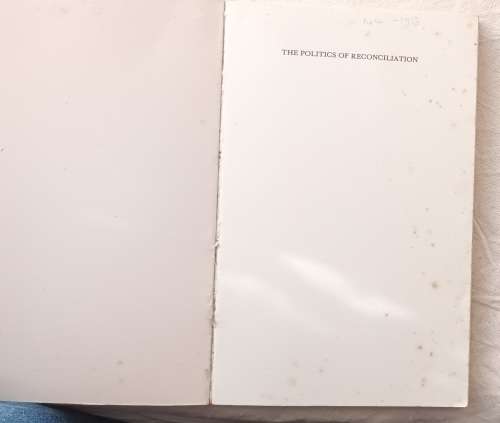 THE POLITICS OF RECONCILIATION